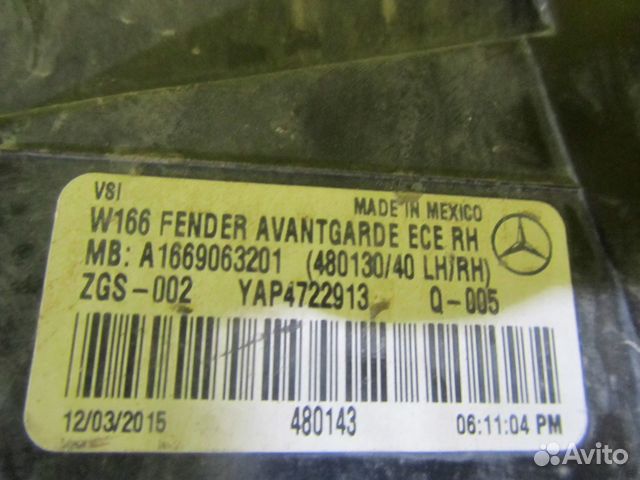 VSI
MADE IN MEXICO
W166 FENDER AVANTGARDE ECE RH
MB: A1669063201 (480130/40 LH/RH)
ZGS-002 YAP4722913 Q-005
12/03/2015 480143 06:11:04 PM
Avito